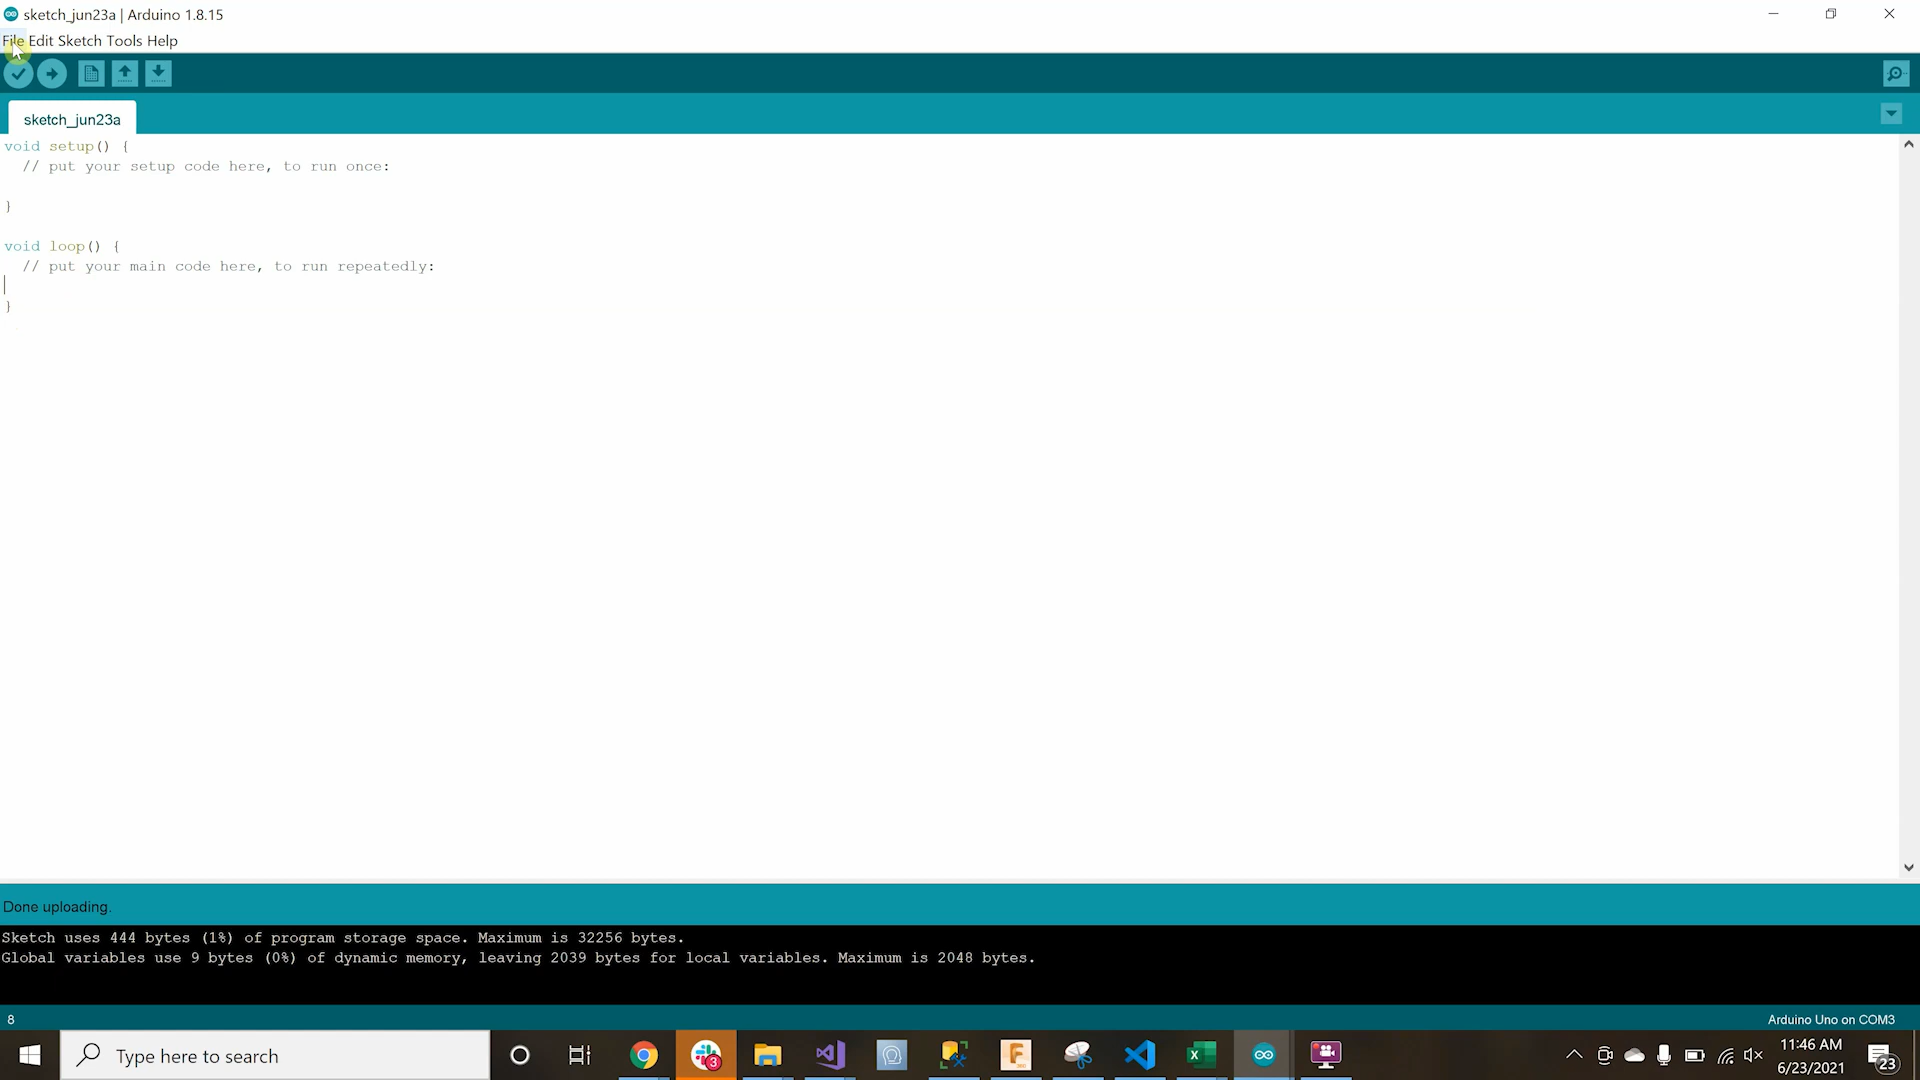 sketch_jun23a | Arduino 1.8.15
File Edit Sketch Tools Help
sketch_jun23a
void setup() {
  // put your setup code here, to run once:
}
void loop() {
  // put your main code here, to run repeatedly:
}
Done uploading.
Sketch uses 444 bytes (1%) of program storage space. Maximum is 32256 bytes.
Global variables use 9 bytes (0%) of dynamic memory, leaving 2039 bytes for local variables. Maximum is 2048 bytes.
8
Arduino Uno on COM3
Type here to search
3
F
X
11:46 AM
6/23/2021
23